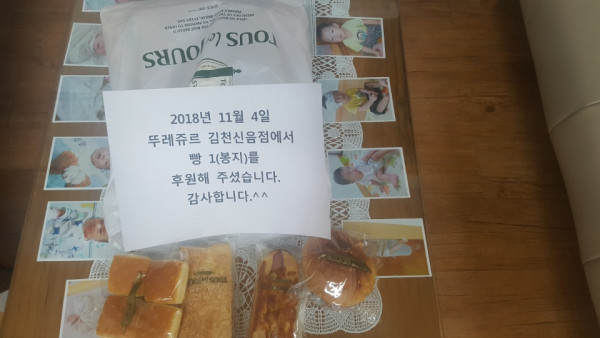 TOUS les JOURS
2018년 11월 4일
뚜레쥬르 김천신음점에서
빵 1(봉지)를
후원해 주셨습니다.
감사합니다.^^